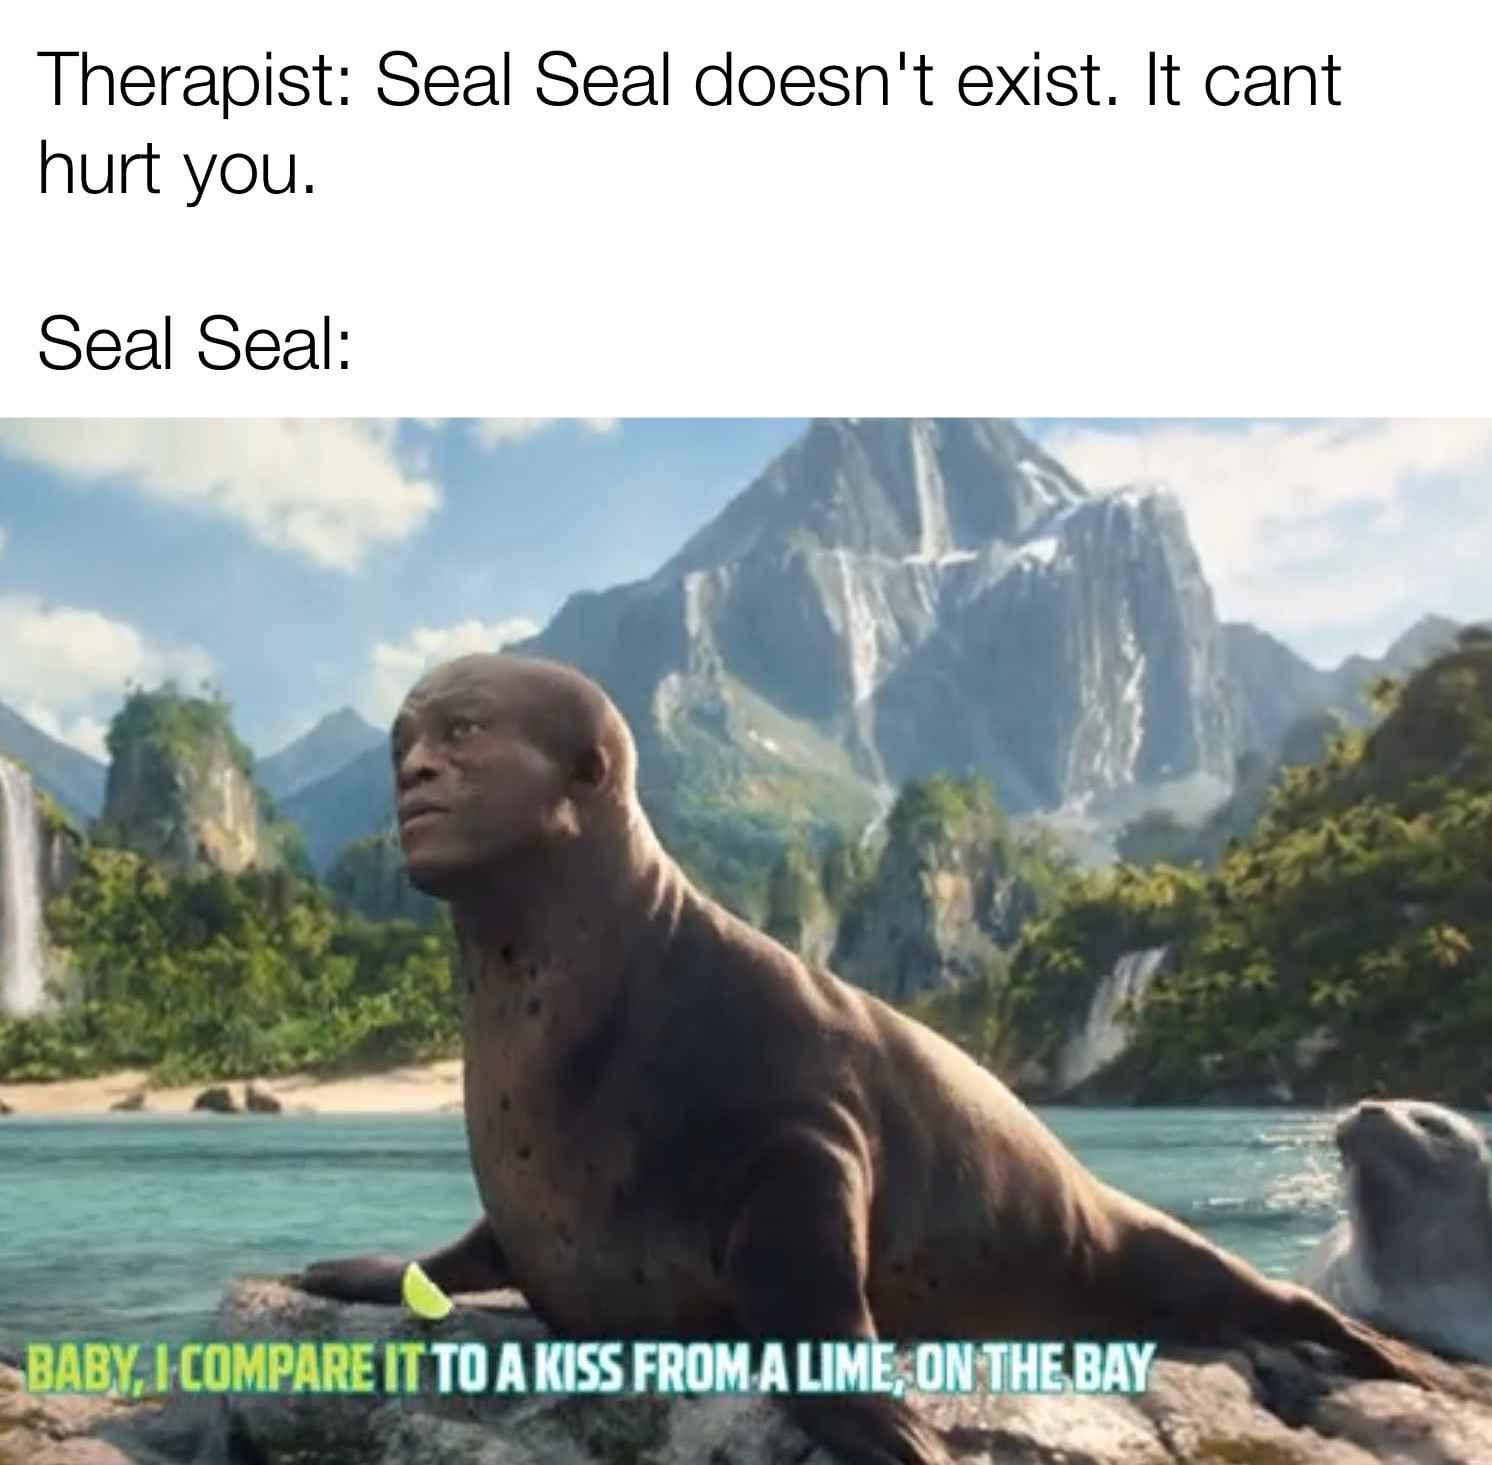 Therapist: Seal Seal doesn't exist. It cant
hurt you.
Seal Seal:
BABY, I COMPARE IT TO A KISS FROM A LIME, ON THE BAY